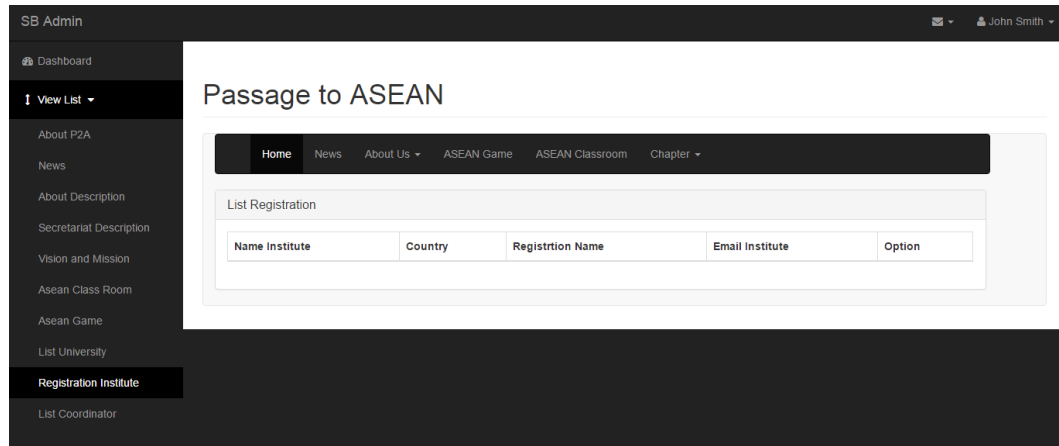 SB Admin
John Smith
Dashboard
View List
About P2A
News
About Description
Secretariat Description
Vision and Mission
Asean Class Room
Asean Game
List University
Registration Institute
List Coordinator
Passage to ASEAN
Home News About Us ASEAN Game ASEAN Classroom Chapter
List Registration
Name Institute Country Registrtion Name Email Institute Option